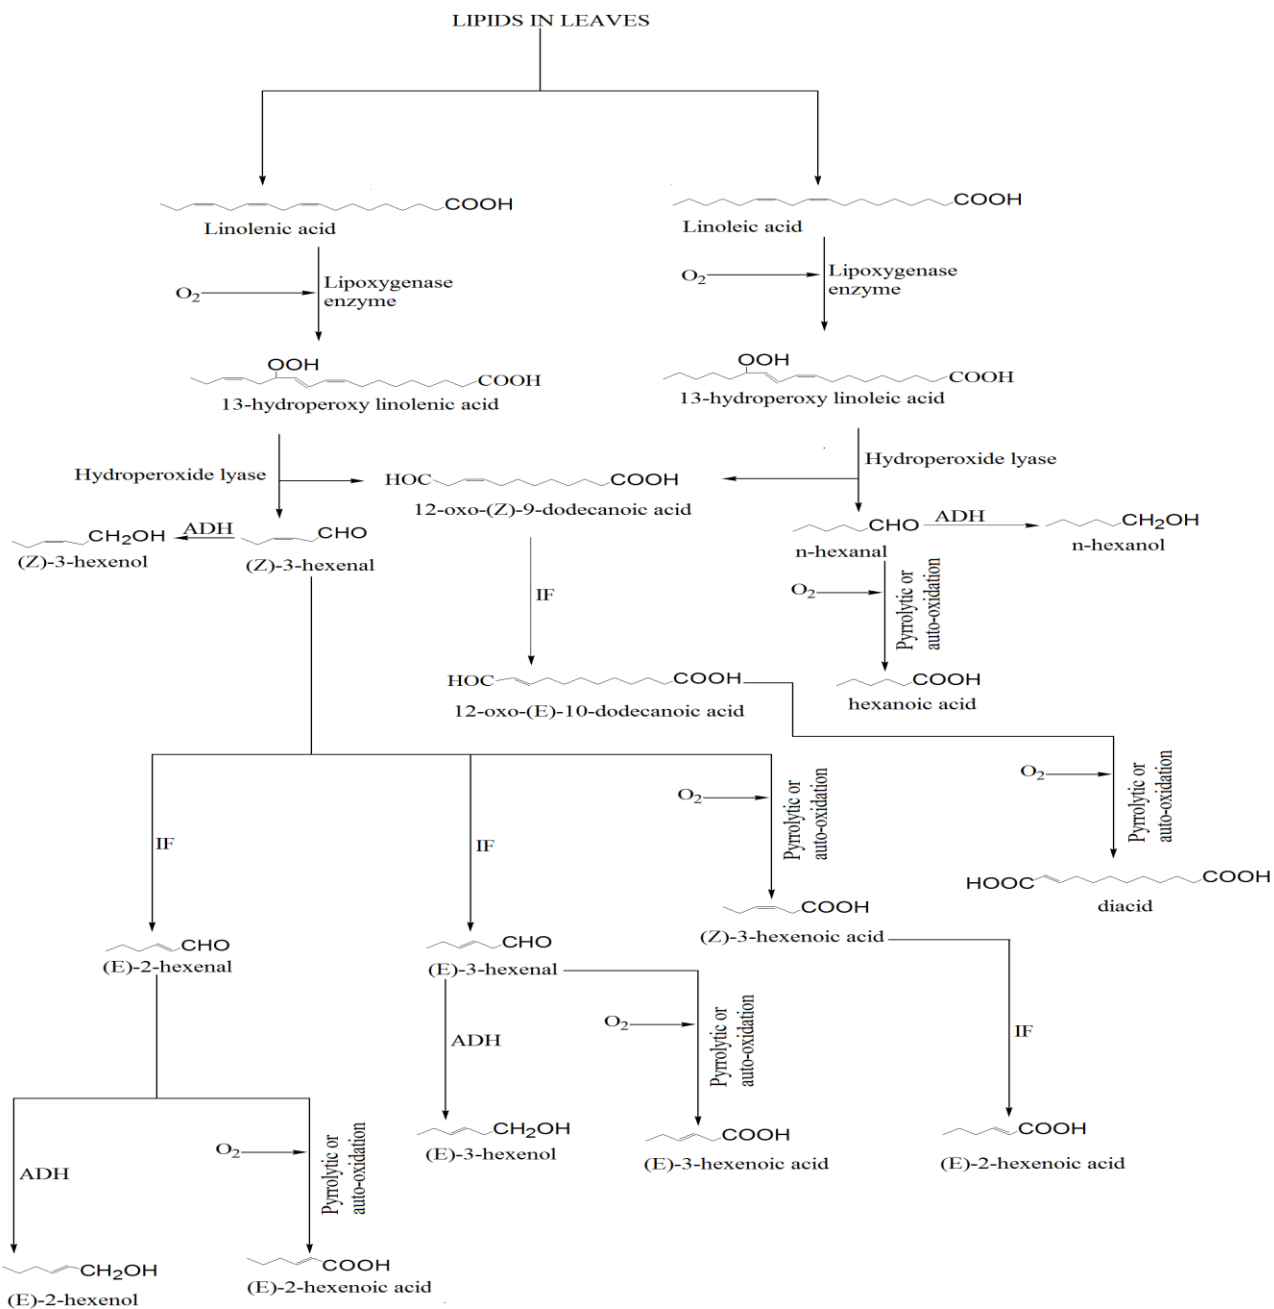 LIPIDS IN LEAVES
COOH
Linolenic acid
COOH
Linoleic acid
O2
Lipoxygenase
enzyme
O2
Lipoxygenase
enzyme
OOH
COOH
13-hydroperoxy linolenic acid
OOH
COOH
13-hydroperoxy linoleic acid
Hydroperoxide lyase
Hydroperoxide lyase
HOC
COOH
12-oxo-(Z)-9-dodecanoic acid
CH2OH
(Z)-3-hexenol
ADH
CHO
(Z)-3-hexenal
CHO
n-hexanal
ADH
CH2OH
n-hexanol
IF
O2
Pyrrolytic or
auto-oxidation
HOC
COOH
12-oxo-(E)-10-dodecanoic acid
COOH
hexanoic acid
IF
IF
O2
Pyrrolytic or
auto-oxidation
O2
Pyrrolytic or
auto-oxidation
HOOC
COOH
diacid
COOH
(Z)-3-hexenoic acid
CHO
(E)-2-hexenal
CHO
(E)-3-hexenal
ADH
O2
Pyrrolytic or
auto-oxidation
IF
CH2OH
(E)-3-hexenol
COOH
(E)-3-hexenoic acid
COOH
(E)-2-hexenoic acid
ADH
O2
Pyrrolytic or
auto-oxidation
CH2OH
(E)-2-hexenol
COOH
(E)-2-hexenoic acid